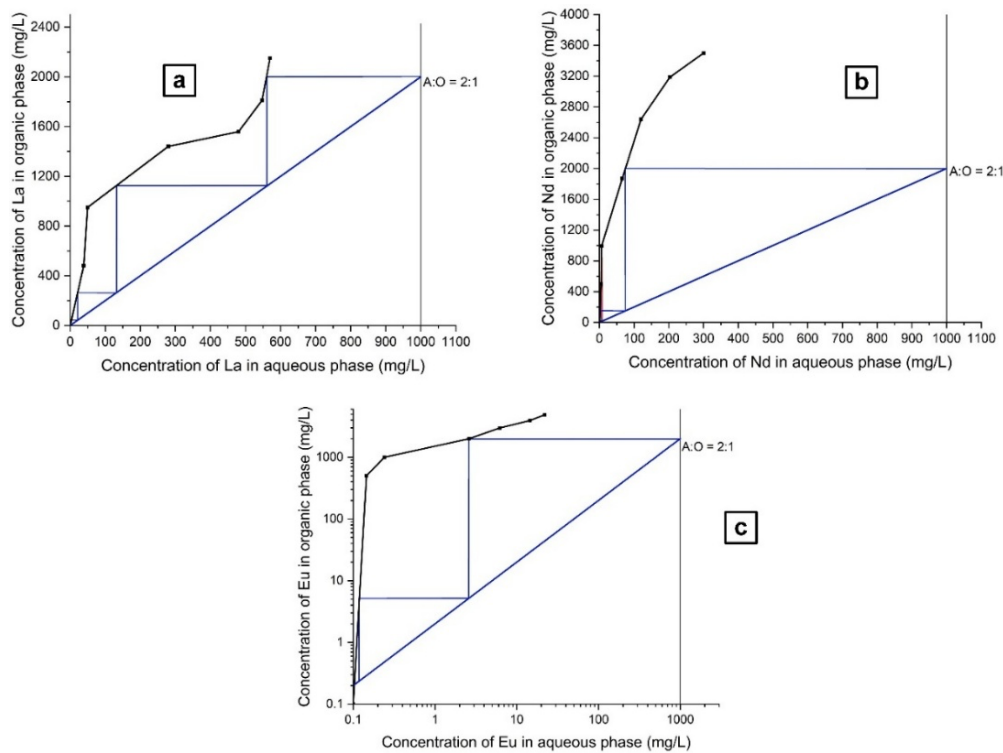 2400
2000
1600
1200
800
400
0
Concentration of La in organic phase (mg/L)
a
A:O = 2:1
0 100 200 300 400 500 600 700 800 900 1000 1100
Concentration of La in aqueous phase (mg/L)
4000
3600
3200
2800
2400
2000
1600
1200
800
400
0
Concentration of Nd in organic phase (mg/L)
b
A:O = 2:1
0 100 200 300 400 500 600 700 800 900 1000 1100
Concentration of Nd in aqueous phase (mg/L)
1000
100
10
1
0.1
Concentration of Eu in organic phase (mg/L)
A:O = 2:1
c
0.1 1 10 100 1000
Concentration of Eu in aqueous phase (mg/L)